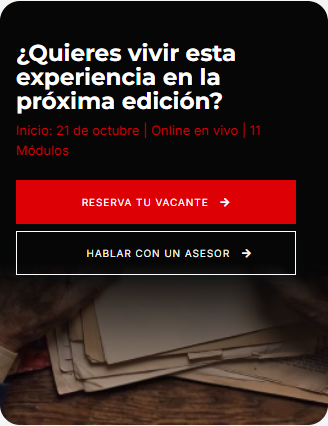 ¿Quieres vivir esta
experiencia en la
próxima edición?
Inicio: 21 de octubre | Online en vivo | 11
Módulos
RESERVA TU VACANTE →
HABLAR CON UN ASESOR →